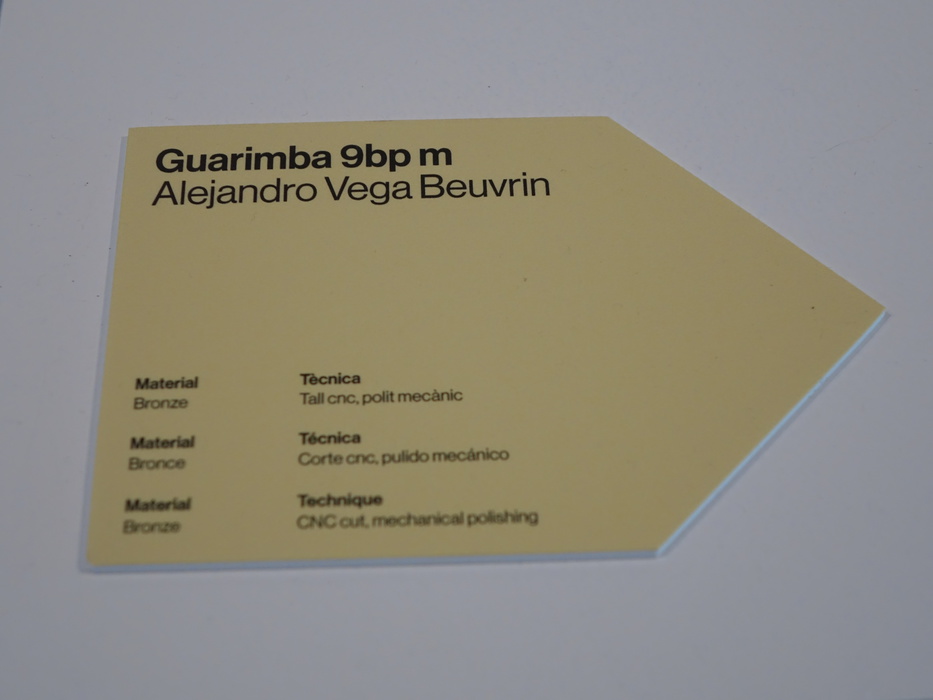 Guarimba 9bp m
Alejandro Vega Beuvrin
Material
Bronze
Tècnica
Tall cnc, polit mecànic
Material
Bronce
Técnica
Corte cnc, pulido mecánico
Material
Bronze
Technique
CNC cut, mechanical polishing